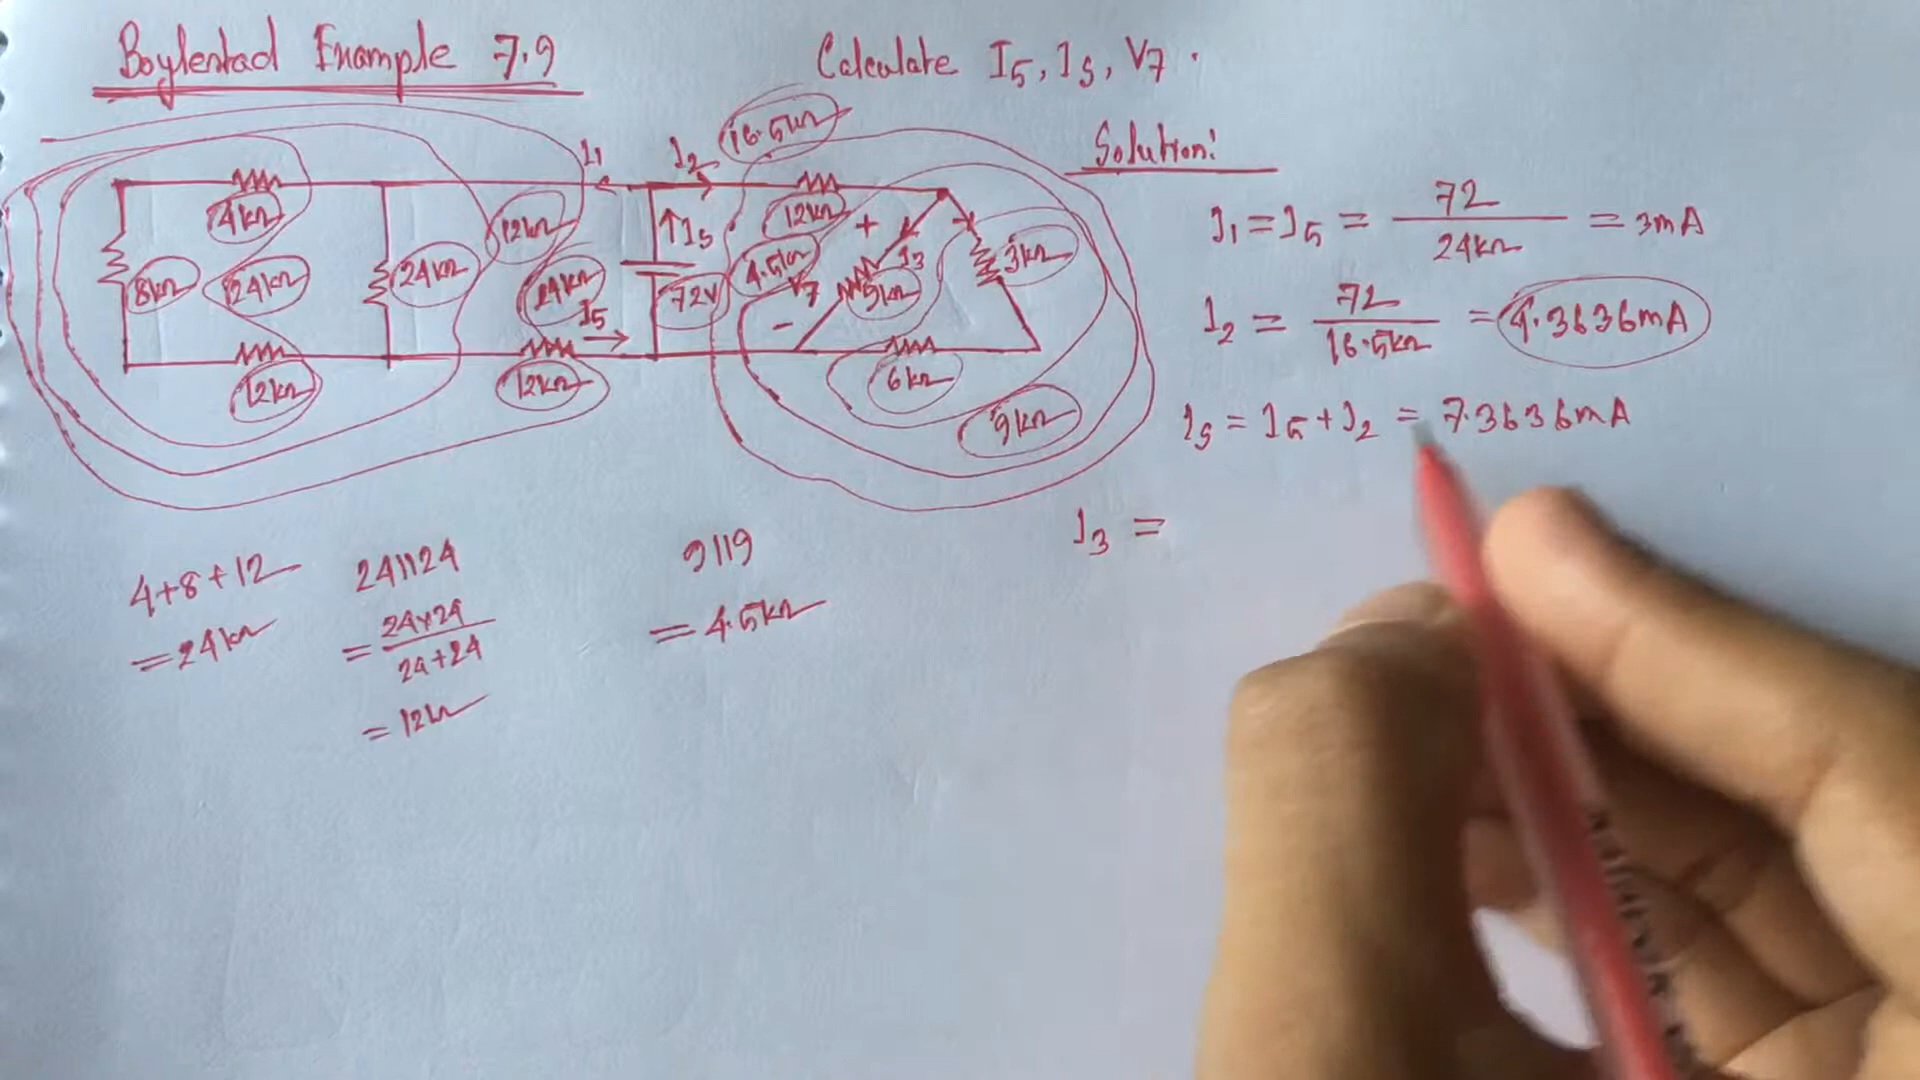 Boylestad Example 7.9
Calculate I5, Is, V7.
Solution:
I1
I2
16.5kΩ
4kΩ
12kΩ
12kΩ
+
↑Is
8kΩ
24kΩ
24kΩ
24kΩ
72V
4.5kΩ
V7
9kΩ
I3
3kΩ
I5
−
12kΩ
12kΩ
6kΩ
9kΩ
I1 = I5 = 72/24kΩ = 3mA
I2 = 72/16.5kΩ = 4.3636mA
Is = I5 + I2 = 7.3636mA
I3 =
4+8+12
= 24kΩ
24||24
= 24×24/24+24
= 12kΩ
9||9
= 4.5kΩ